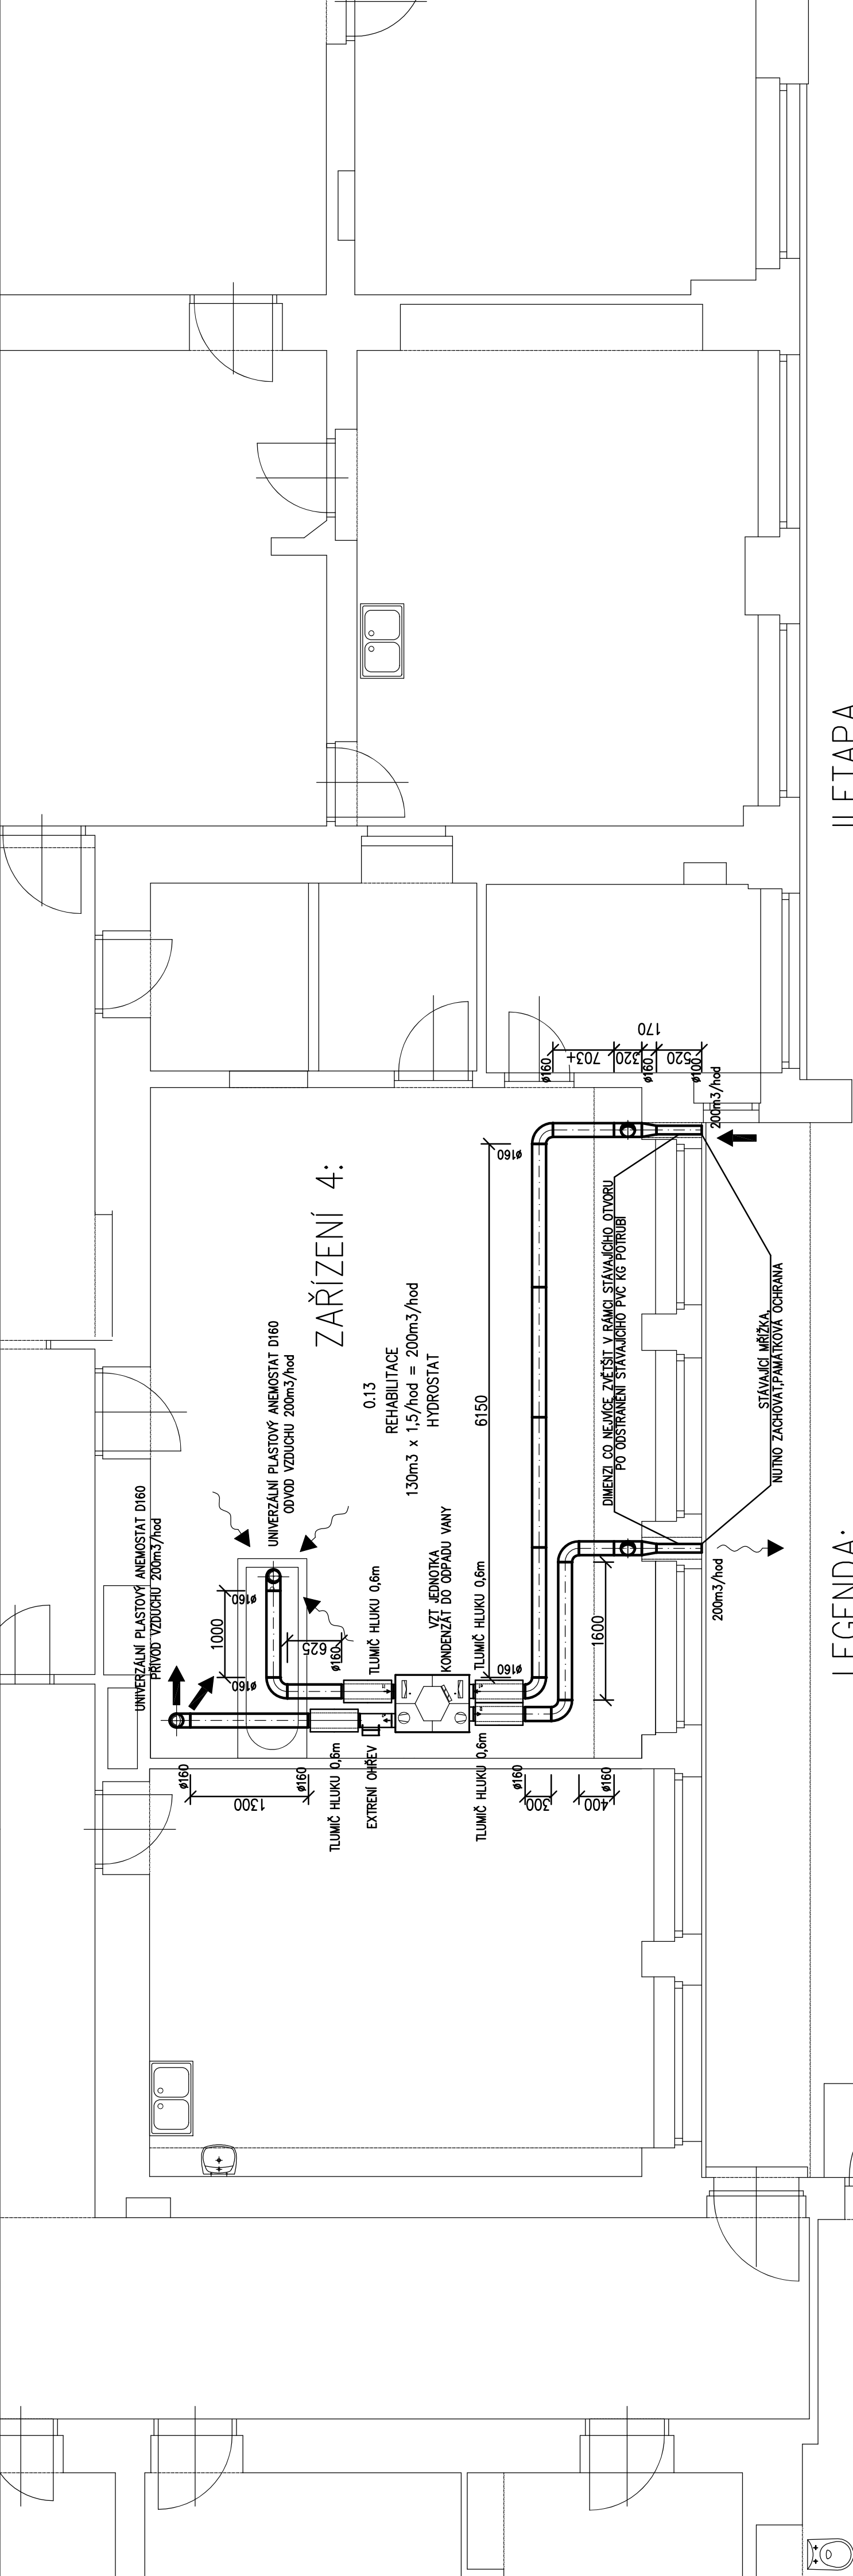 UNIVERZÁLNÍ PLASTOVÝ ANEMOSTAT D160
PŘÍVOD VZDUCHU 200m3/hod
UNIVERZÁLNÍ PLASTOVÝ ANEMOSTAT D160
ODVOD VZDUCHU 200m3/hod
ZAŘÍZENÍ 4:
0.13
REHABILITACE
130m3 x 1,5/hod = 200m3/hod
HYDROSTAT
ø160
1300
ø160
1000
ø160
ø160
625
ø160
TLUMIČ HLUKU 0,6m
TLUMIČ HLUKU 0,6m
EXTRENÍ OHŘEV
VZT JEDNOTKA
KONDENZÁT DO ODPADU VANY
TLUMIČ HLUKU 0,6m
TLUMIČ HLUKU 0,6m
ø160
300
400
ø160
ø160
6150
ø160
1600
ø160
703+
320
170
ø160
520
ø100
200m3/hod
DIMENZI CO NEJVÍCE ZVĚTŠIT V RÁMCI STÁVAJÍCÍHO OTVORU
PO ODSTRANĚNÍ STÁVAJÍCÍHO PVC KG POTRUBÍ
STÁVAJÍCÍ MŘÍŽKA,
NUTNO ZACHOVAT,PAMÁTKOVÁ OCHRANA
200m3/hod
II.ETAPA
LEGENDA: